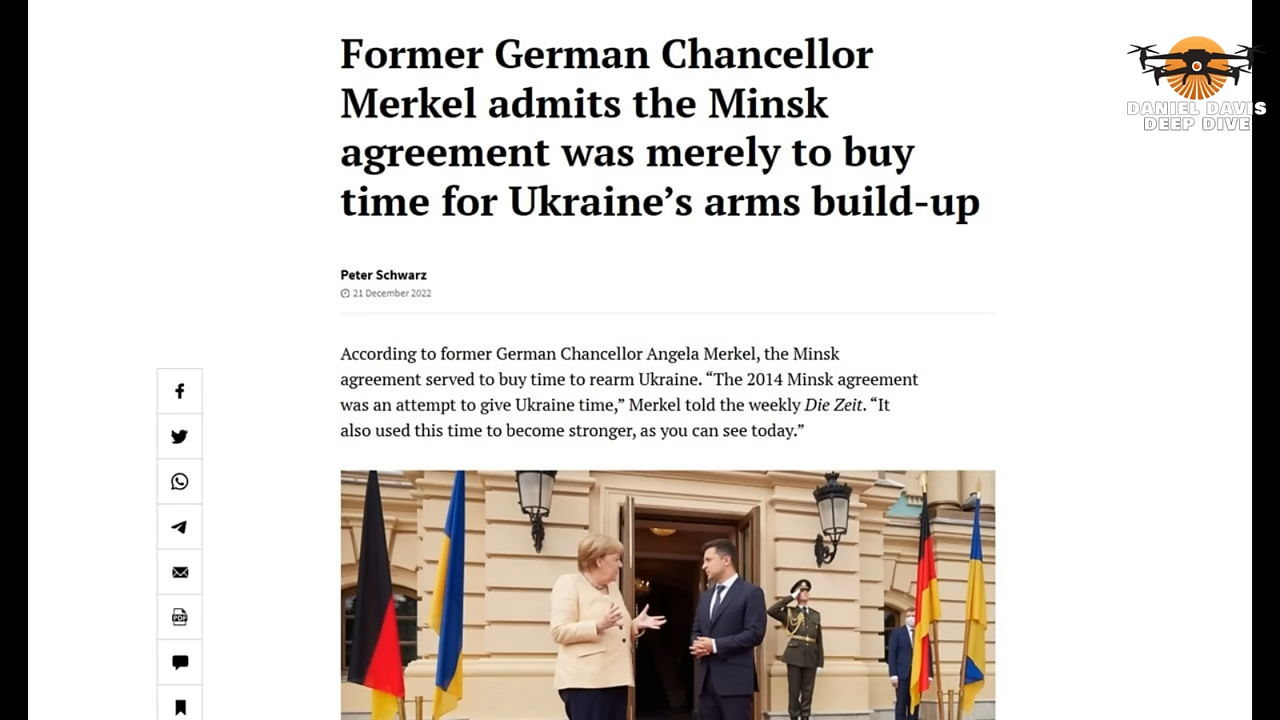 Former German Chancellor
Merkel admits the Minsk
agreement was merely to buy
time for Ukraine’s arms build-up
DANIEL DAVIS
DEEP DIVE
Peter Schwarz
21 December 2022
According to former German Chancellor Angela Merkel, the Minsk
agreement served to buy time to rearm Ukraine. “The 2014 Minsk agreement
was an attempt to give Ukraine time,” Merkel told the weekly Die Zeit. “It
also used this time to become stronger, as you can see today.”
PDF